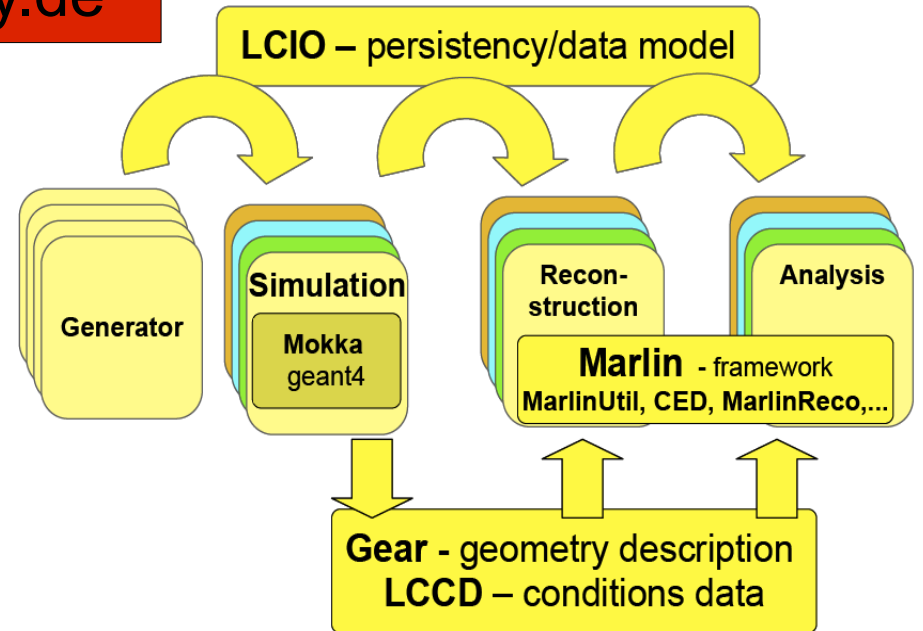 y.de
LCIO – persistency/data model
Generator
Simulation
Mokka
geant4
Recon-
struction
Analysis
Marlin - framework
MarlinUtil, CED, MarlinReco,...
Gear - geometry description
LCCD – conditions data